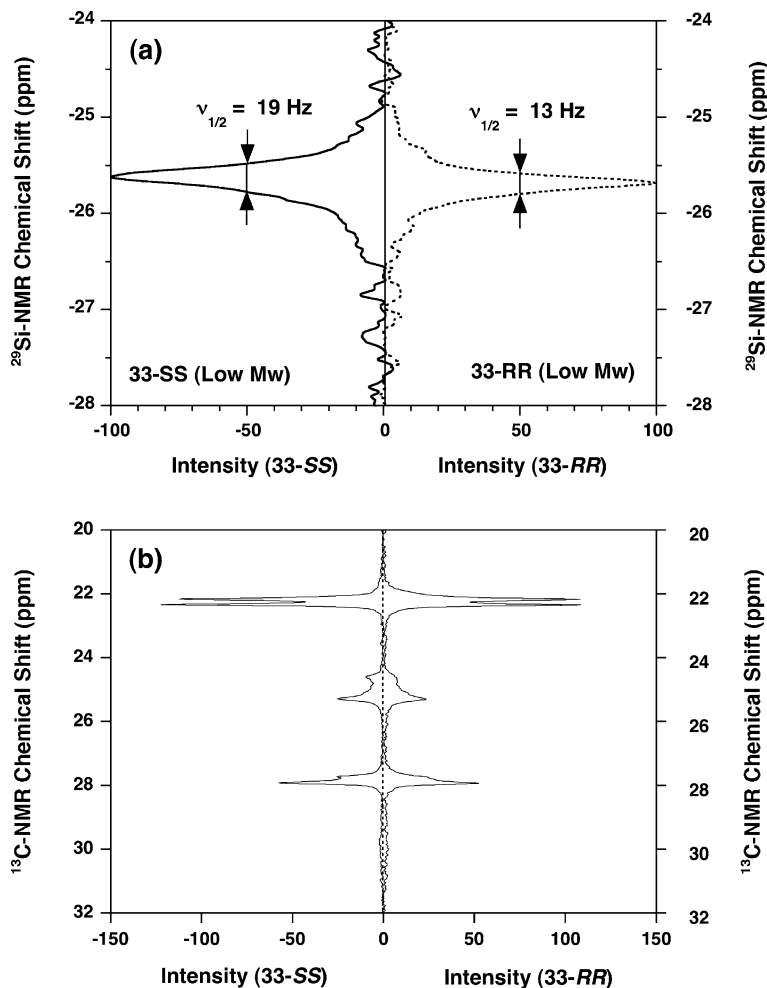 (a)
-24
-25
-26
-27
-28
-24
-25
-26
-27
-28
²⁹Si-NMR Chemical Shift (ppm)
²⁹Si-NMR Chemical Shift (ppm)
ν1/2 = 19 Hz
ν1/2 = 13 Hz
33-SS (Low Mw)
33-RR (Low Mw)
-100 -50 0 50 100
Intensity (33-SS) Intensity (33-RR)
(b)
20
22
24
26
28
30
32
20
22
24
26
28
30
32
¹³C-NMR Chemical Shift (ppm)
¹³C-NMR Chemical Shift (ppm)
-150 -100 -50 0 50 100 150
Intensity (33-SS) Intensity (33-RR)